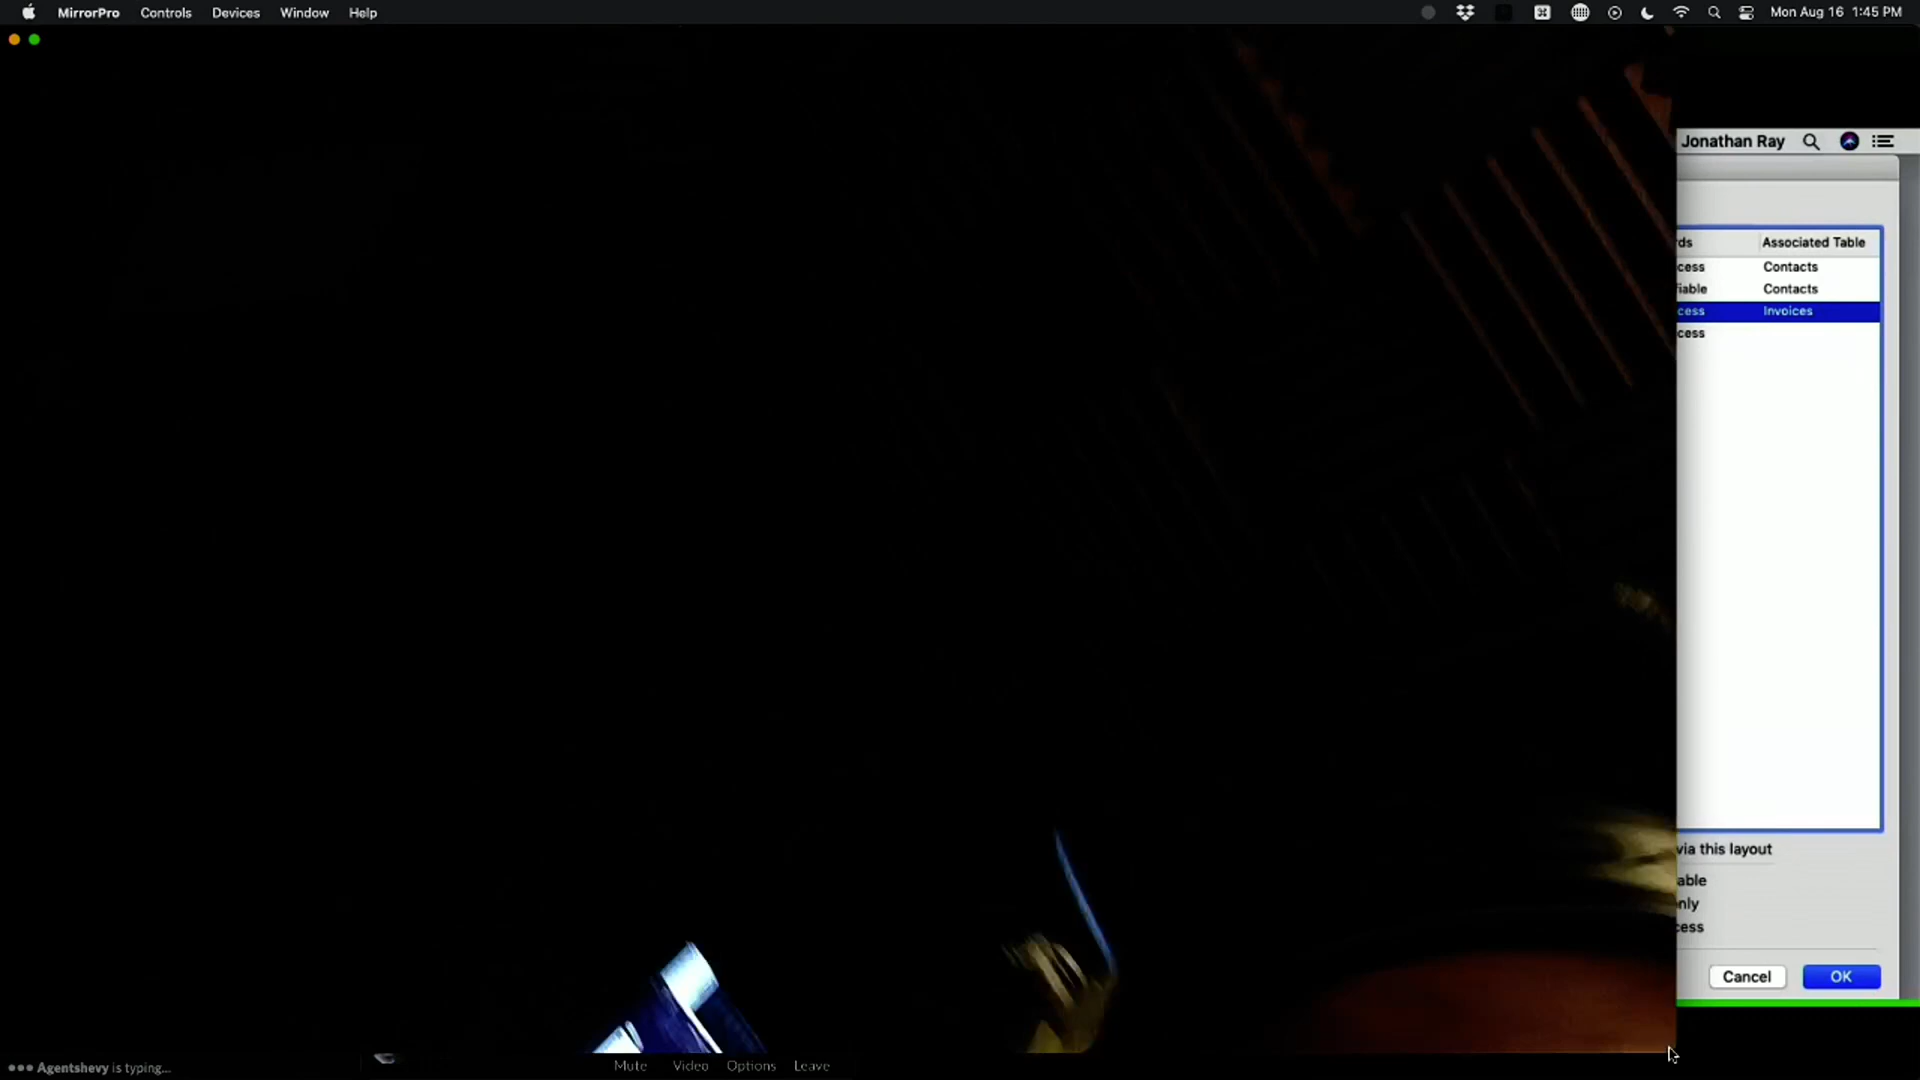 MirrorPro Controls Devices Window Help Mon Aug 16 1:45 PM
Jonathan Ray
ds Associated Table
cess Contacts
fiable Contacts
cess Invoices
cess
via this layout
able
nly
cess
Cancel OK
••• Agentshevy is typing...
Mute Video Options Leave